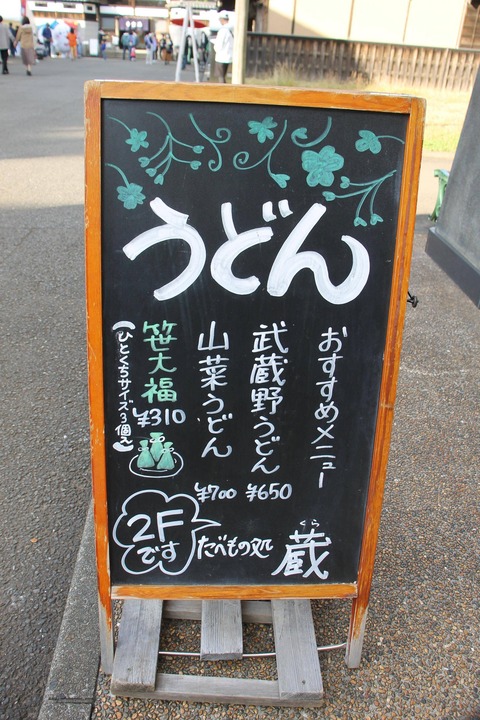 うどん
おすすめメニュー
武蔵野うどん
¥650
山菜うどん
¥700
笹大福
¥310
(ひとくちサイズ3個入)
たべもの処
くら
蔵
2F
です